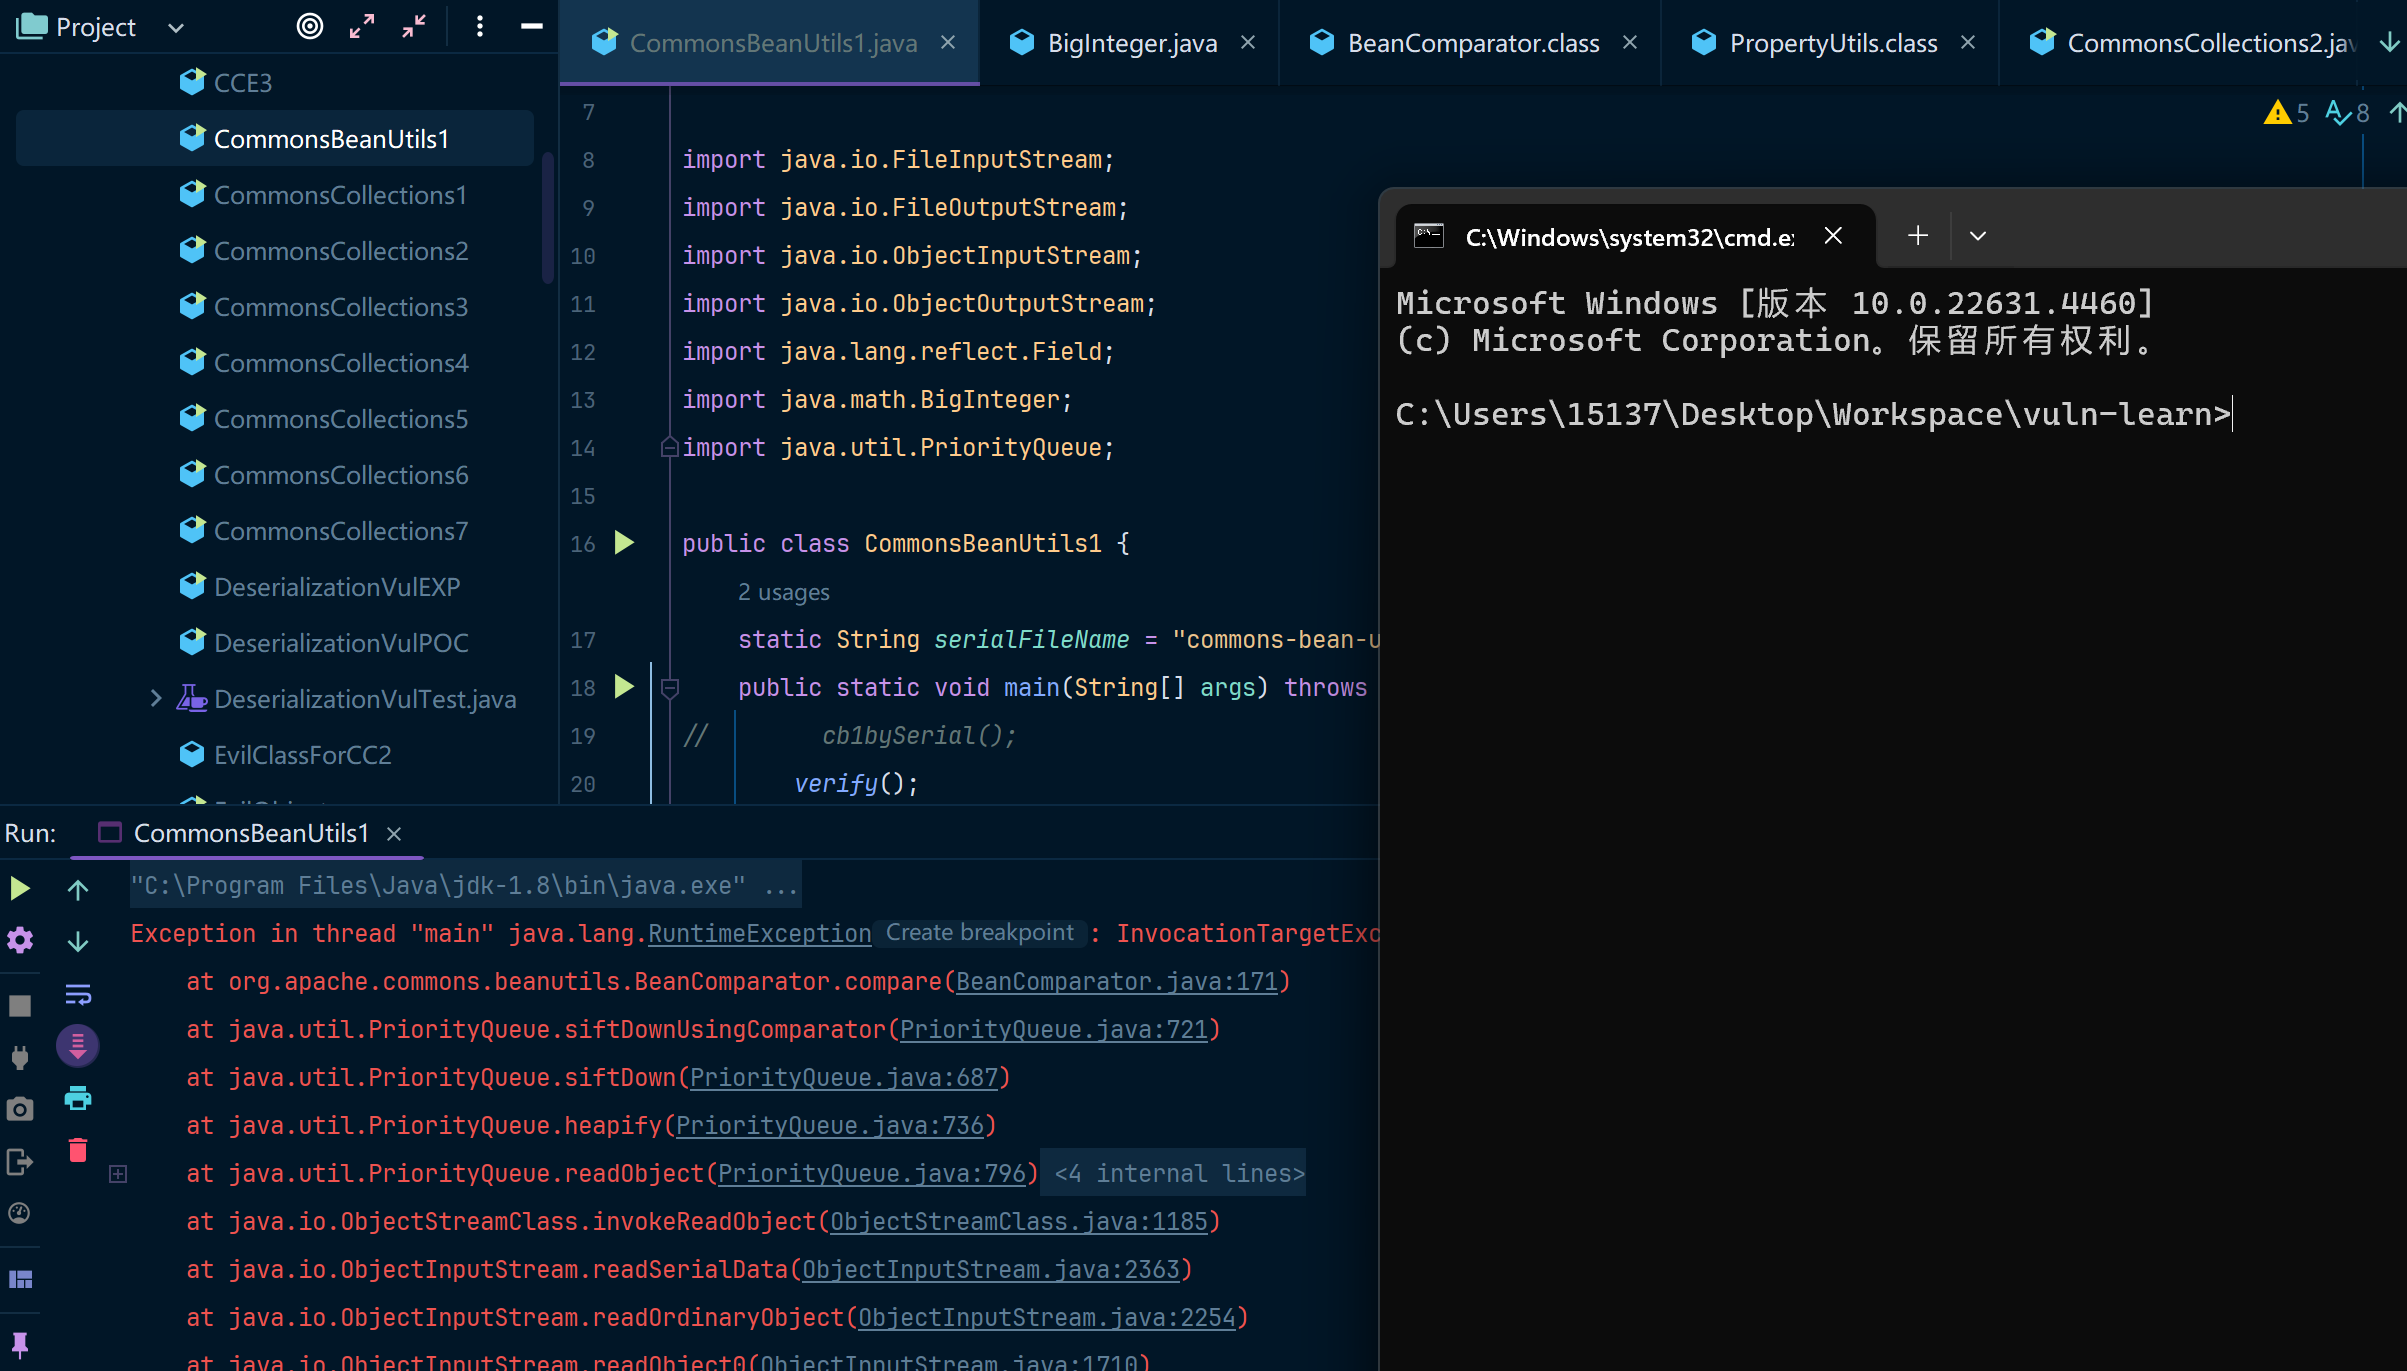 Project
CommonsBeanUtils1.java
BigInteger.java
BeanComparator.class
PropertyUtils.class
CommonsCollections2.jav
CCE3
CommonsBeanUtils1
CommonsCollections1
CommonsCollections2
CommonsCollections3
CommonsCollections4
CommonsCollections5
CommonsCollections6
CommonsCollections7
DeserializationVulEXP
DeserializationVulPOC
DeserializationVulTest.java
EvilClassForCC2
5 8
7
8 import java.io.FileInputStream;
9 import java.io.FileOutputStream;
10 import java.io.ObjectInputStream;
11 import java.io.ObjectOutputStream;
12 import java.lang.reflect.Field;
13 import java.math.BigInteger;
14 import java.util.PriorityQueue;
15
16 public class CommonsBeanUtils1 {
2 usages
17 static String serialFileName = "commons-bean-u
18 public static void main(String[] args) throws
19 // cb1bySerial();
20 verify();
C:\Windows\system32\cmd.e
Microsoft Windows [版本 10.0.22631.4460]
(c) Microsoft Corporation。保留所有权利。
C:\Users\15137\Desktop\Workspace\vuln-learn>
Run: CommonsBeanUtils1
"C:\Program Files\Java\jdk-1.8\bin\java.exe" ...
Exception in thread "main" java.lang.RuntimeException Create breakpoint : InvocationTargetExc
at org.apache.commons.beanutils.BeanComparator.compare(BeanComparator.java:171)
at java.util.PriorityQueue.siftDownUsingComparator(PriorityQueue.java:721)
at java.util.PriorityQueue.siftDown(PriorityQueue.java:687)
at java.util.PriorityQueue.heapify(PriorityQueue.java:736)
at java.util.PriorityQueue.readObject(PriorityQueue.java:796) <4 internal lines>
at java.io.ObjectStreamClass.invokeReadObject(ObjectStreamClass.java:1185)
at java.io.ObjectInputStream.readSerialData(ObjectInputStream.java:2363)
at java.io.ObjectInputStream.readOrdinaryObject(ObjectInputStream.java:2254)
at java.io.ObjectInputStream.readObject0(ObjectInputStream.java:1710)